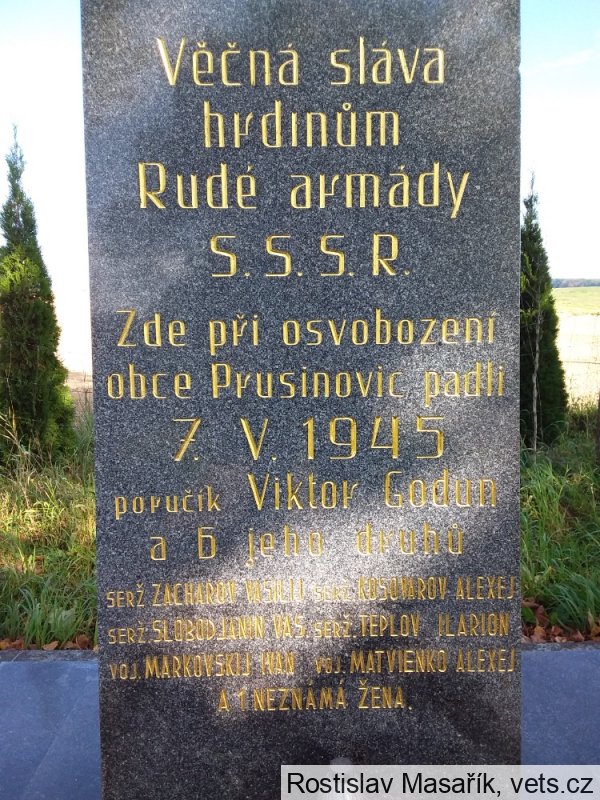 Věčná sláva
hrdinům
Rudé armády
S.S.S.R.
Zde při osvobození
obce Prusinovic padli
7. V. 1945
poručík Viktor Godun
a 6 jeho druhů
SERŽ. ZACHAROV VASILIJ SERŽ. KOSOVAROV ALEXEJ
SERŽ. SLOBODJANIN VAS. SERŽ. TEPLOV ILARION
VOJ. MARKOVSKIJ IVAN VOJ. MATVIENKO ALEXEJ
A 1 NEZNÁMÁ ŽENA.
Rostislav Masařík, vets.cz